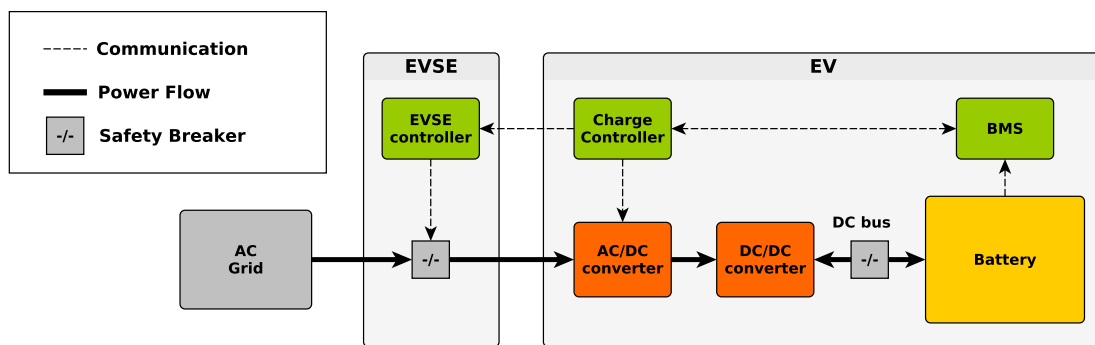 Communication
Power Flow
-/-
Safety Breaker
EVSE
EV
EVSE
controller
Charge
Controller
BMS
AC
Grid
-/-
AC/DC
converter
DC/DC
converter
DC bus
-/-
Battery